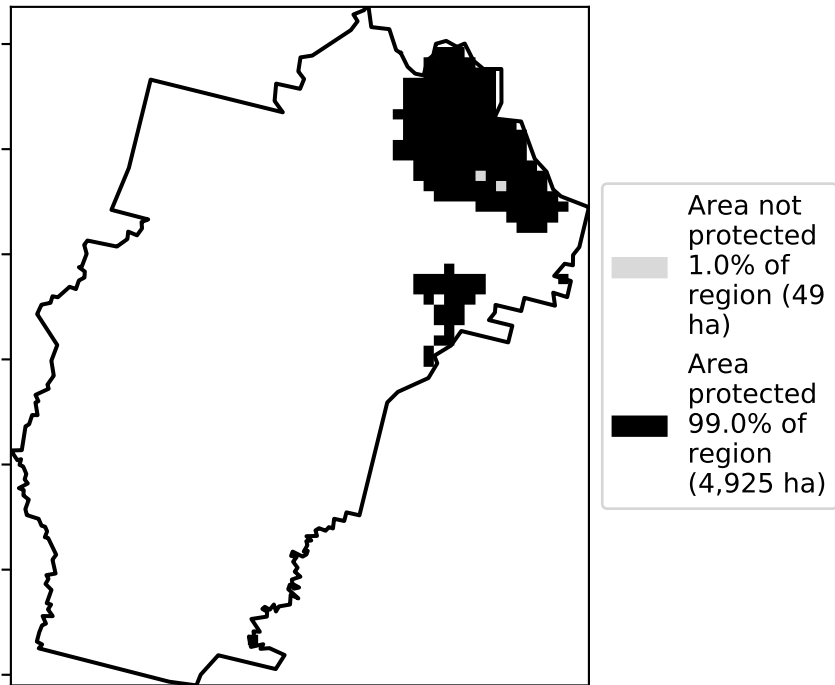 Area not
protected
1.0% of
region (49
ha)
Area
protected
99.0% of
region
(4,925 ha)